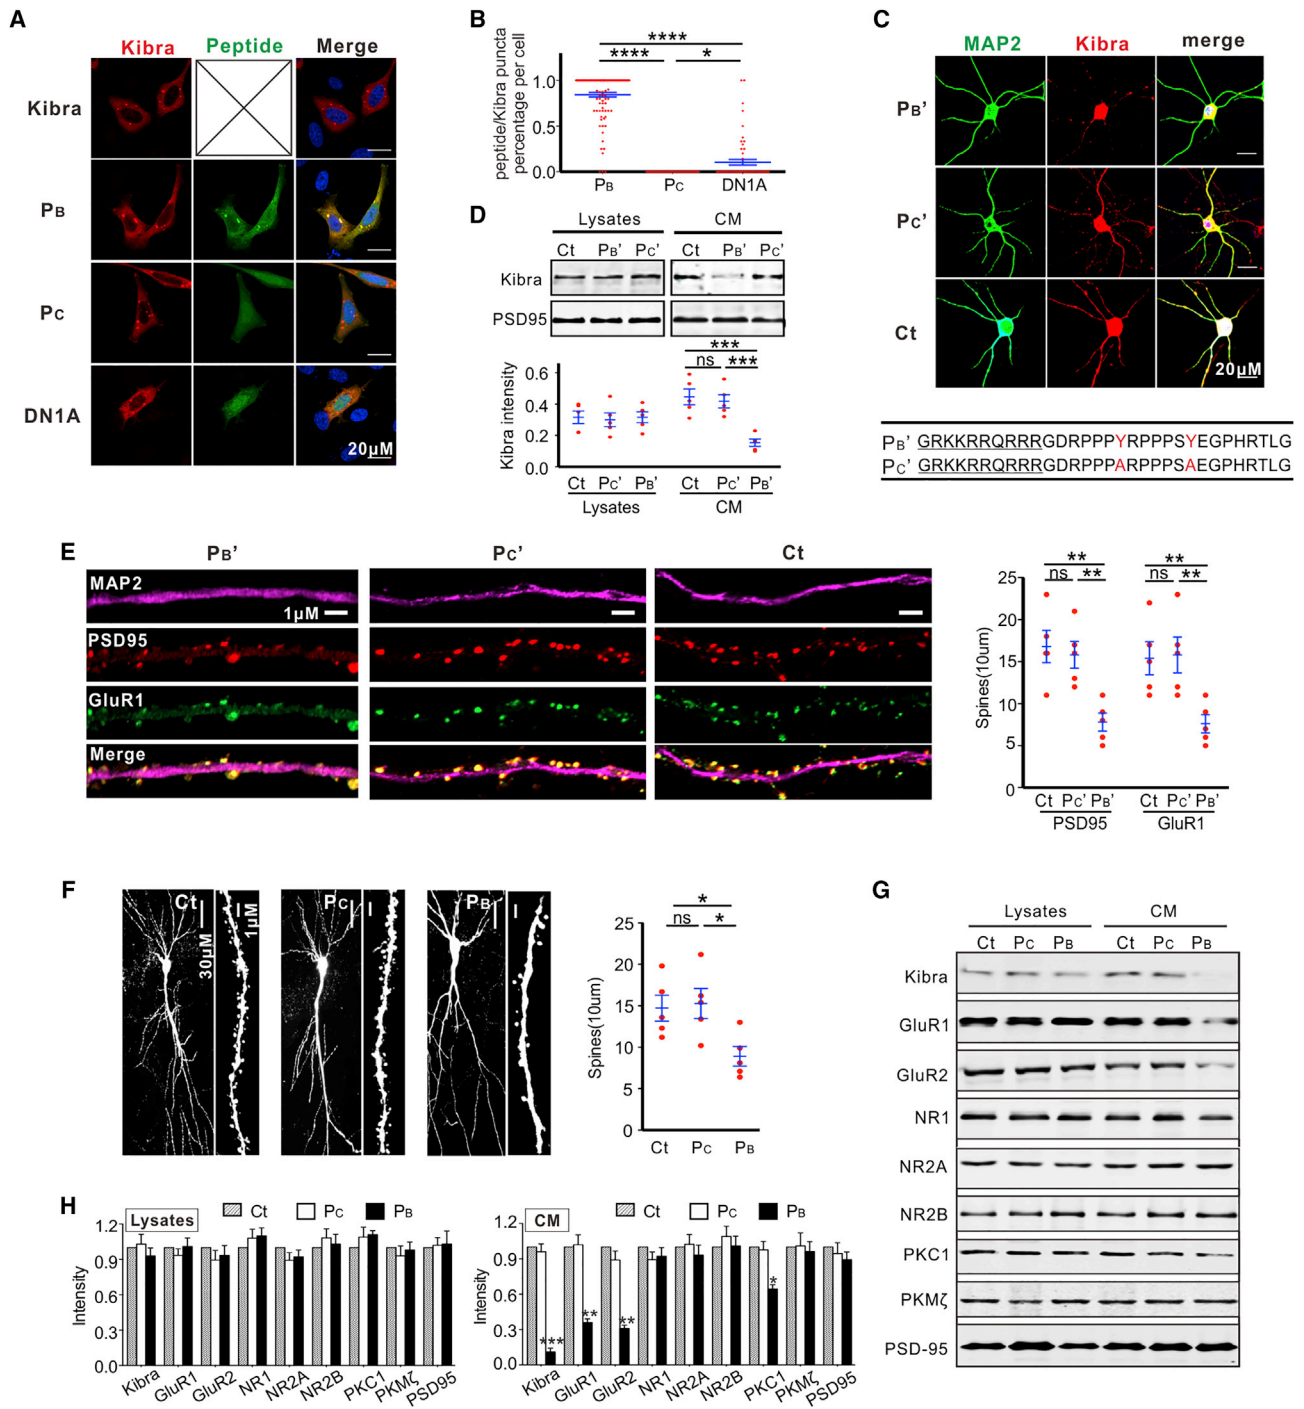 A
Kibra Peptide Merge
Kibra
PB
PC
DN1A
20μM
B
peptide/Kibra puncta
percentage per cell
****
**** *
1.0
0.5
0.0
PB PC DN1A
C
MAP2 Kibra merge
PB'
PC'
Ct
20μM
PB' GRKKRRQRRRGDRPPPYRPPPSYEGPHRTLG
PC' GRKKRRQRRRGDRPPPARPPPSAEGPHRTLG
D
Lysates CM
Ct PB' PC' Ct PB' PC'
Kibra
PSD95
Kibra intensity
***
ns ***
0.6
0.4
0.2
0.0
Ct PC' PB' Ct PC' PB'
Lysates CM
E
PB' PC' Ct
MAP2
1μM
PSD95
GluR1
Merge
Spines(10um)
** **
ns ** ns **
25
20
15
10
5
0
Ct PC' PB' Ct PC' PB'
PSD95 GluR1
F
Ct PC PB
30μM 1μM
Spines(10um)
*
ns *
25
20
15
10
5
0
Ct PC PB
G
Lysates CM
Ct PC PB Ct PC PB
Kibra
GluR1
GluR2
NR1
NR2A
NR2B
PKC1
PKMζ
PSD-95
H
Lysates Ct PC PB
Intensity
1.2
0.9
0.6
0.3
0.0
Kibra GluR1 GluR2 NR1 NR2A NR2B PKC1 PKMζ PSD95
CM Ct PC PB
Intensity
1.2
0.9
0.6
0.3
0.0
*** ** ** *
Kibra GluR1 GluR2 NR1 NR2A NR2B PKC1 PKMζ PSD95